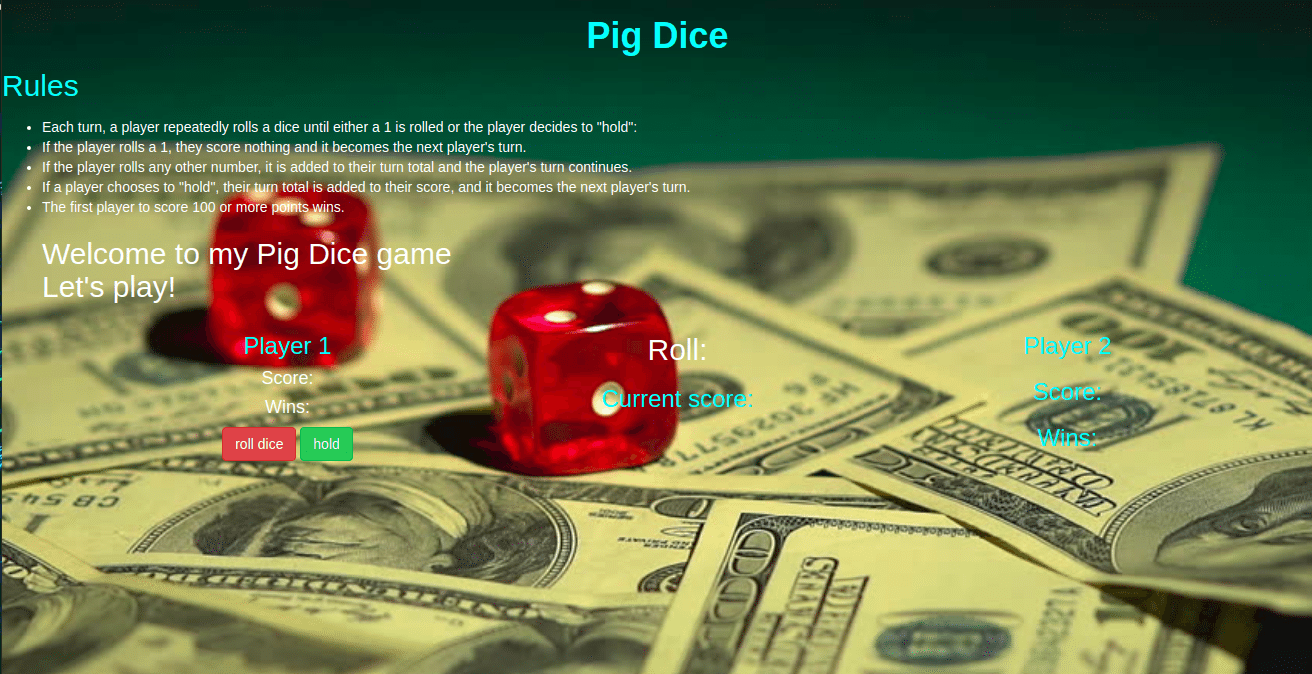 Pig Dice
Rules
Each turn, a player repeatedly rolls a dice until either a 1 is rolled or the player decides to "hold":
If the player rolls a 1, they score nothing and it becomes the next player's turn.
If the player rolls any other number, it is added to their turn total and the player's turn continues.
If a player chooses to "hold", their turn total is added to their score, and it becomes the next player's turn.
The first player to score 100 or more points wins.
Welcome to my Pig Dice game
Let's play!
Player 1
Score:
Wins:
roll dice hold
Roll:
Current score:
Player 2
Score:
Wins: